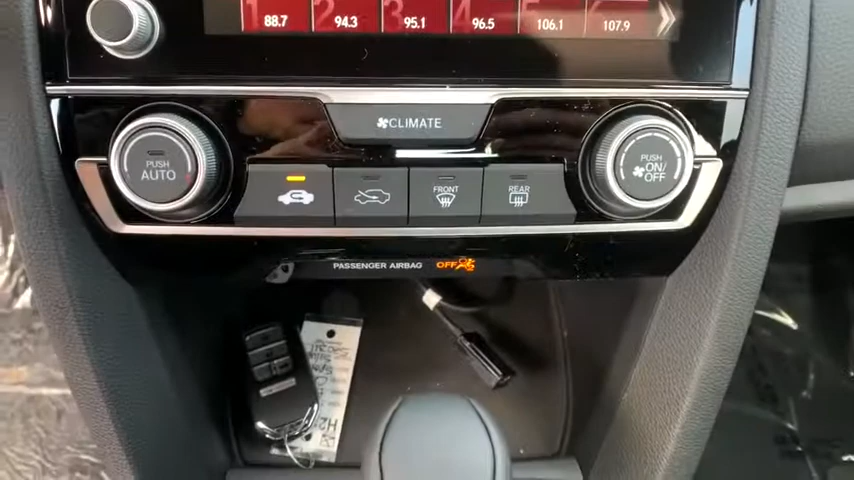 1 2 3 4 5 6
88.7 94.3 95.1 96.5 106.1 107.9
CLIMATE
PUSH
AUTO
FRONT
REAR
PUSH
ON/
OFF
PASSENGER AIRBAG OFF